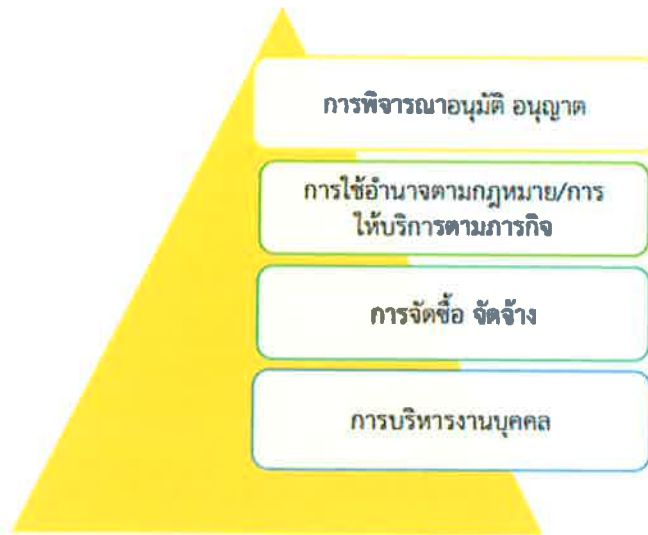 การพิจารณาอนุมัติ อนุญาต
การใช้อำนาจตามกฎหมาย/การ
ให้บริการตามภารกิจ
การจัดซื้อ จัดจ้าง
การบริหารงานบุคคล